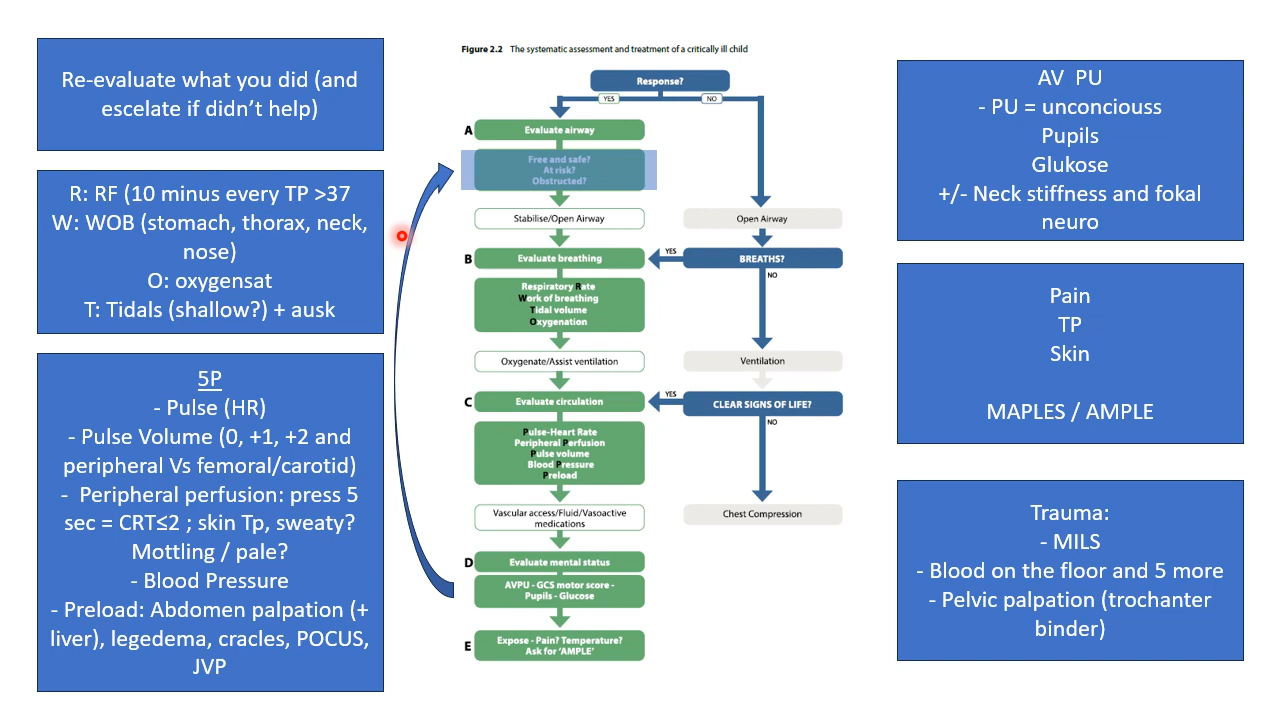 Re-evaluate what you did (and
escelate if didn’t help)
R: RF (10 minus every TP >37
W: WOB (stomach, thorax, neck,
nose)
O: oxygensat
T: Tidals (shallow?) + ausk
5P
- Pulse (HR)
- Pulse Volume (0, +1, +2 and
peripheral Vs femoral/carotid)
- Peripheral perfusion: press 5
sec = CRT≤2 ; skin Tp, sweaty?
Mottling / pale?
- Blood Pressure
- Preload: Abdomen palpation (+
liver), legedema, cracles, POCUS,
JVP
Figure 2.2 The systematic assessment and treatment of a critically ill child
Response?
YES
NO
A
Evaluate airway
Free and safe?
At risk?
Obstructed?
Stabilise/Open Airway
Open Airway
B
Evaluate breathing
YES
BREATHS?
NO
Respiratory Rate
Work of breathing
Tidal volume
Oxygenation
Oxygenate/Assist ventilation
Ventilation
C
Evaluate circulation
YES
CLEAR SIGNS OF LIFE?
NO
Pulse-Heart Rate
Peripheral Perfusion
Pulse volume
Blood Pressure
Preload
Vascular access/Fluid/Vasoactive
medications
Chest Compression
D
Evaluate mental status
AVPU - GCS motor score -
Pupils - Glucose
E
Expose - Pain? Temperature?
Ask for ‘AMPLE’
AV PU
- PU = unconciouss
Pupils
Glukose
+/- Neck stiffness and fokal
neuro
Pain
TP
Skin
MAPLES / AMPLE
Trauma:
- MILS
- Blood on the floor and 5 more
- Pelvic palpation (trochanter
binder)